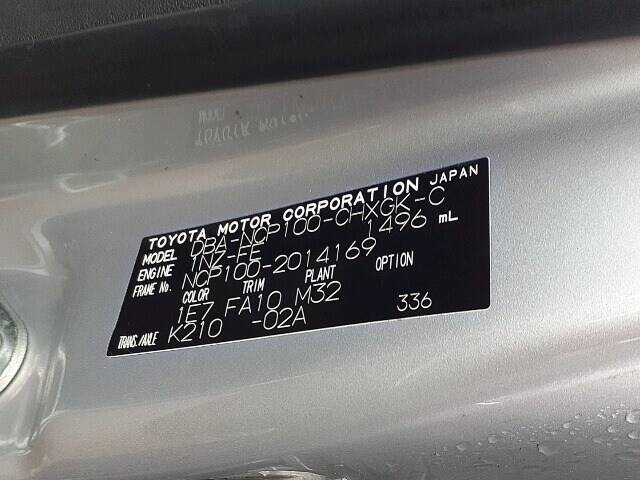 TOYOTA MOTOR CORPORATION JAPAN
MODEL DBA-NCP100-CHXGK-C
ENGINE 1NZ-FE 1496 mL
FRAME No. NCP100-2014169
COLOR TRIM PLANT OPTION
1E7 FA10 M32
TRANS./AXLE K210 -02A 336